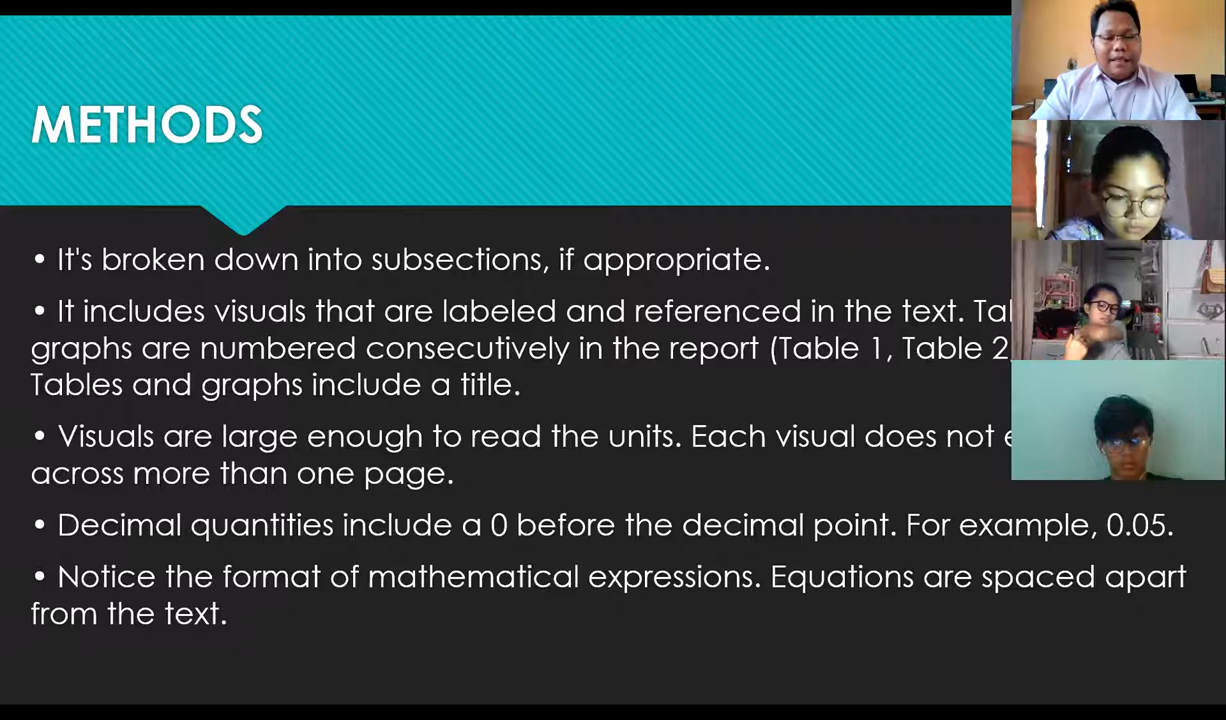 METHODS
• It's broken down into subsections, if appropriate.
• It includes visuals that are labeled and referenced in the text.
graphs are numbered consecutively in the report (Table 1, Table 2,
Tables and graphs include a title.
• Visuals are large enough to read the units. Each visual does not
across more than one page.
• Decimal quantities include a 0 before the decimal point. For example, 0.05.
• Notice the format of mathematical expressions. Equations are spaced apart
from the text.